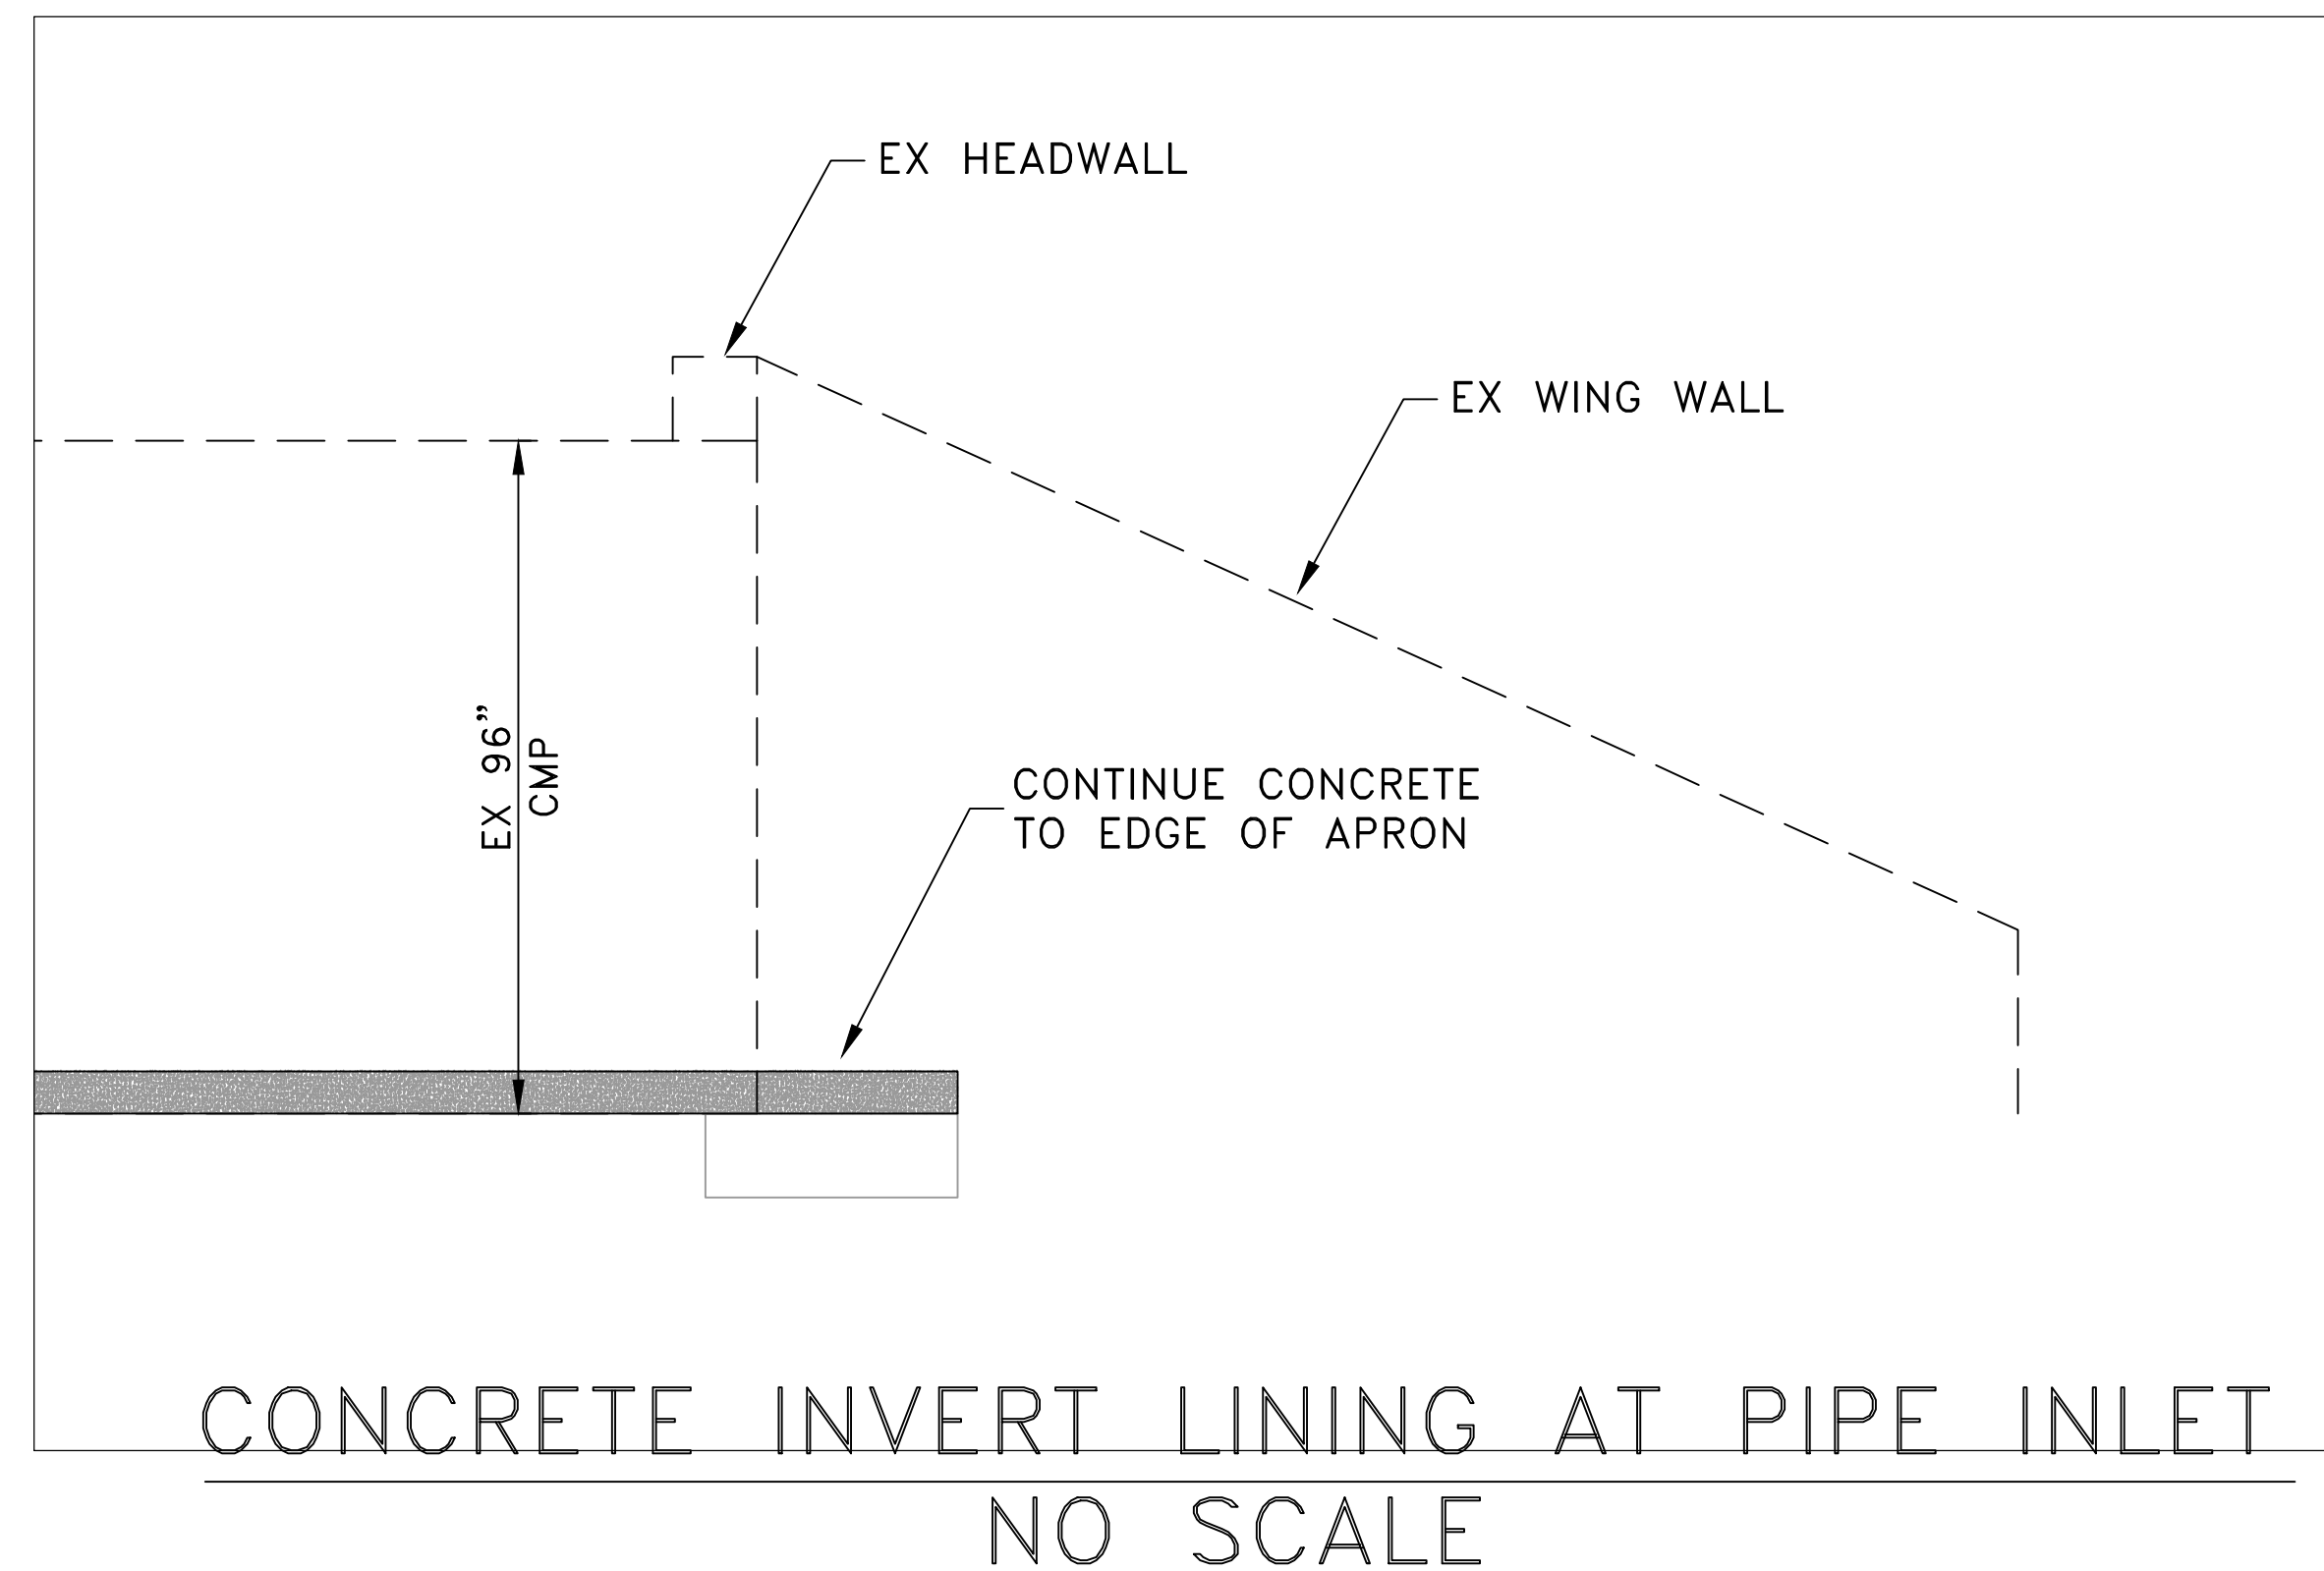 EX HEADWALL
EX WING WALL
EX 96”
CMP
CONTINUE CONCRETE
TO EDGE OF APRON
CONCRETE INVERT LINING AT PIPE INLET
NO SCALE